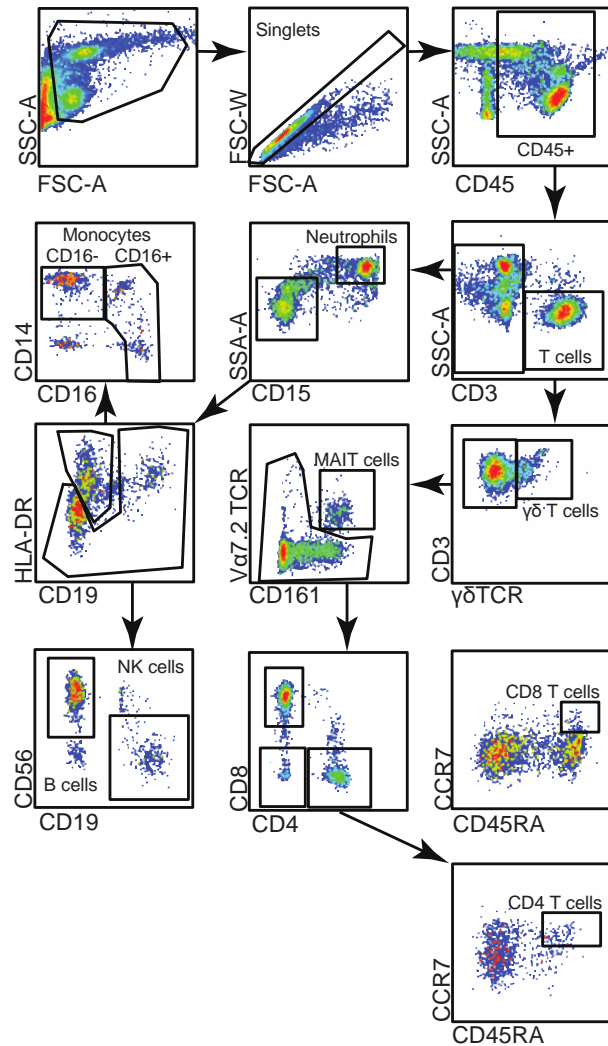 Singlets
SSC-A
FSC-A
FSC-W
FSC-A
SSC-A
CD45+
CD45
Monocytes
CD16- CD16+
CD14
CD16
Neutrophils
SSA-A
CD15
SSC-A
T cells
CD3
HLA-DR
CD19
MAIT cells
Vα7.2 TCR
CD161
γδ·T cells
CD3
γδTCR
NK cells
B cells
CD56
CD19
CD8
CD4
CD8 T cells
CCR7
CD45RA
CD4 T cells
CCR7
CD45RA